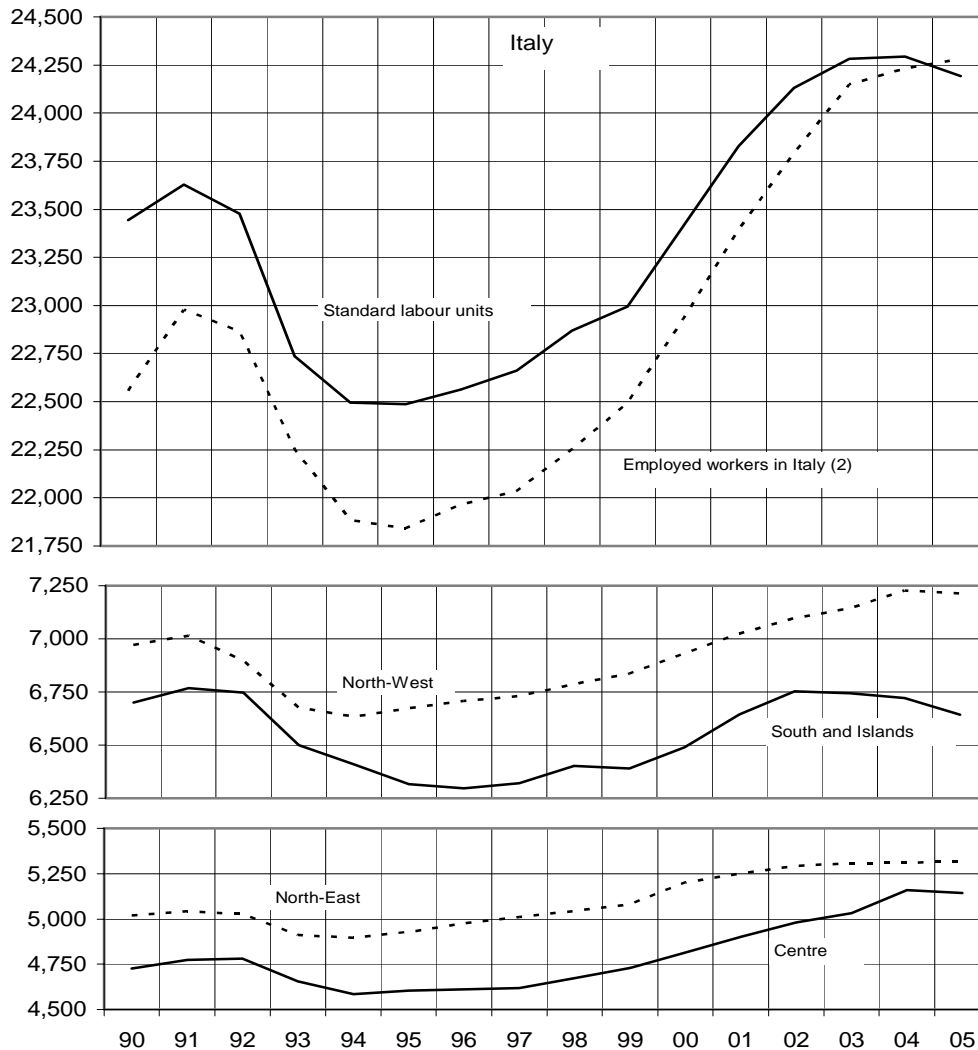 24,500
Italy
24,250
24,000
23,750
23,500
23,250
23,000
Standard labour units
22,750
22,500
22,250
Employed workers in Italy (2)
22,000
21,750
7,250
7,000
North-West
6,750
South and Islands
6,500
6,250
5,500
5,250
North-East
5,000
Centre
4,750
4,500
90 91 92 93 94 95 96 97 98 99 00 01 02 03 04 05